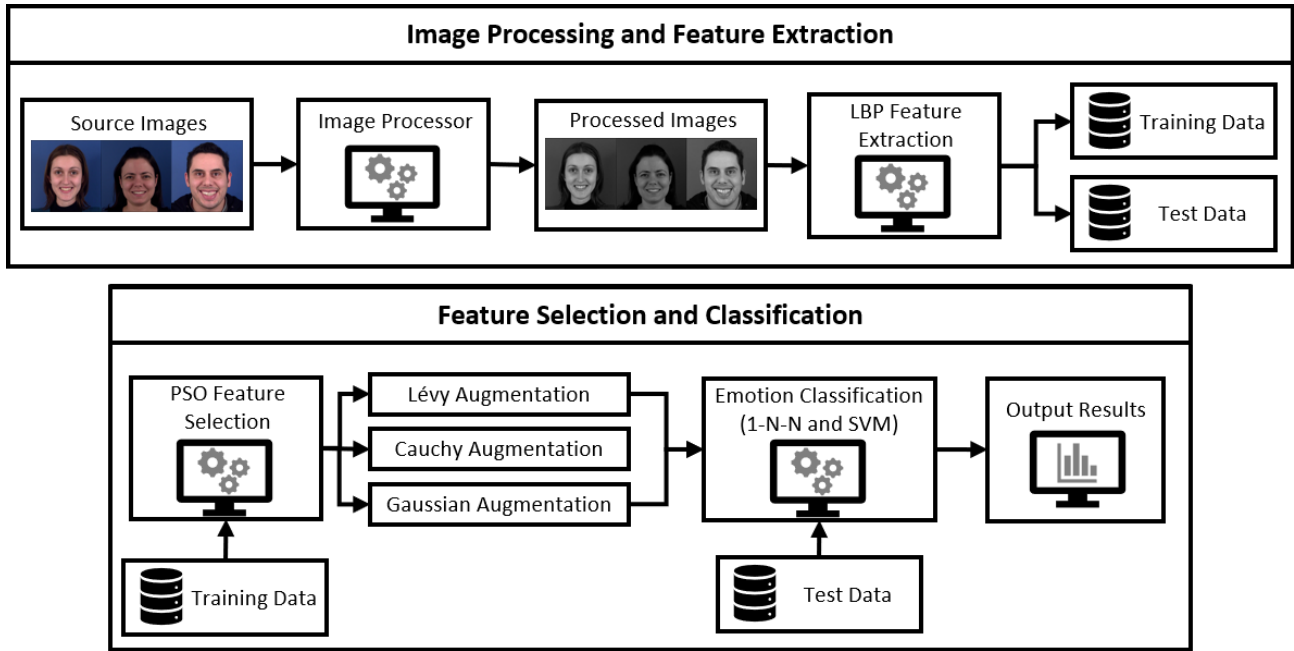 Image Processing and Feature Extraction
Source Images
Image Processor
Processed Images
LBP Feature
Extraction
Training Data
Test Data
Feature Selection and Classification
PSO Feature
Selection
Lévy Augmentation
Cauchy Augmentation
Gaussian Augmentation
Emotion Classification
(1-N-N and SVM)
Output Results
Training Data
Test Data